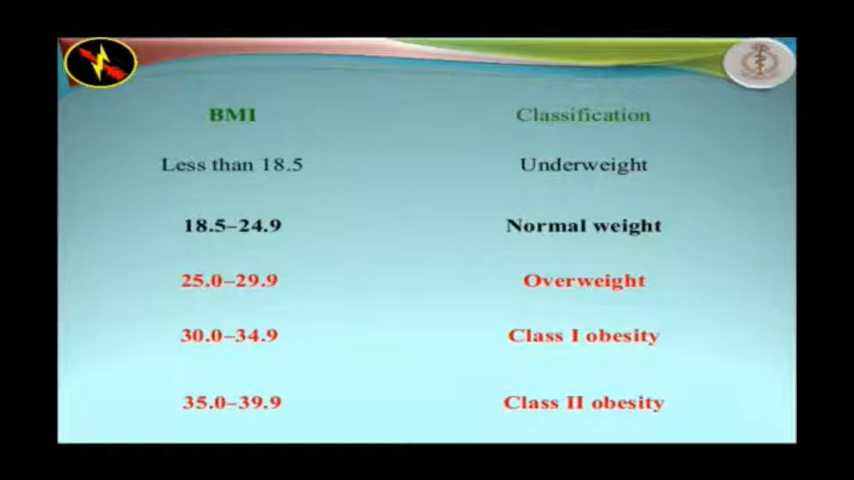 BMI Classification
Less than 18.5 Underweight
18.5–24.9 Normal weight
25.0–29.9 Overweight
30.0–34.9 Class I obesity
35.0–39.9 Class II obesity